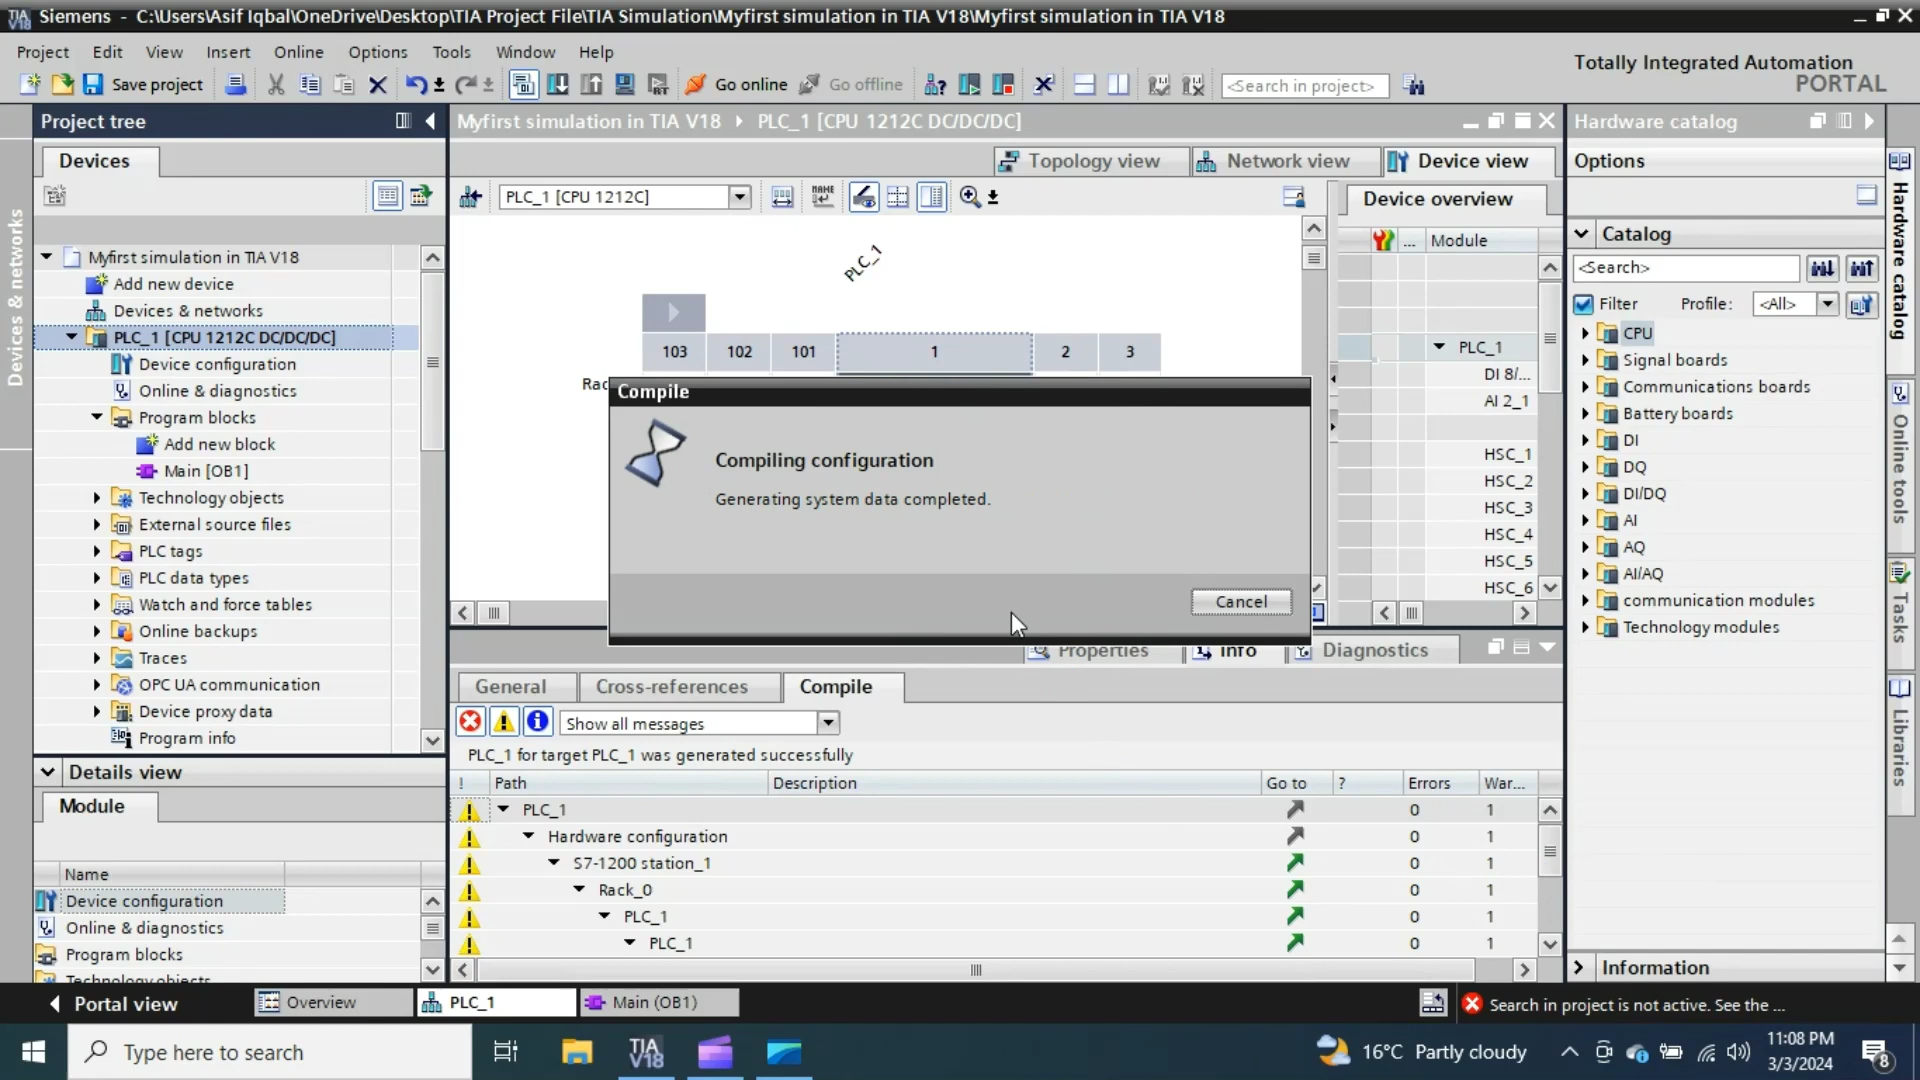 Siemens - C:\Users\Asif Iqbal\OneDrive\Desktop\TIA Project File\TIA Simulation\Myfirst simulation in TIA V18\Myfirst simulation in TIA V18
Project Edit View Insert Online Options Tools Window Help
Totally Integrated Automation
PORTAL
Save project
Go online
Go offline
<Search in project>
Project tree
Devices
Devices & networks
Myfirst simulation in TIA V18
Add new device
Devices & networks
PLC_1 [CPU 1212C DC/DC/DC]
Device configuration
Online & diagnostics
Program blocks
Add new block
Main [OB1]
Technology objects
External source files
PLC tags
PLC data types
Watch and force tables
Online backups
Traces
OPC UA communication
Device proxy data
Program info
Details view
Module
Name
Device configuration
Online & diagnostics
Program blocks
Technology objects
Myfirst simulation in TIA V18 PLC_1 [CPU 1212C DC/DC/DC]
Topology view
Network view
Device view
PLC_1 [CPU 1212C]
Device overview
... Module
PLC_1
103 102 101 1 2 3
Rac
PLC_1
DI 8/...
AI 2_1
HSC_1
HSC_2
HSC_3
HSC_4
HSC_5
HSC_6
Compile
Compiling configuration
Generating system data completed.
Cancel
Properties
Info
Diagnostics
General
Cross-references
Compile
Show all messages
PLC_1 for target PLC_1 was generated successfully
! Path Description Go to ? Errors War...
PLC_1 0 1
Hardware configuration 0 1
S7-1200 station_1 0 1
Rack_0 0 1
PLC_1 0 1
PLC_1 0 1
Hardware catalog
Options
Catalog
<Search>
Filter Profile: <All>
CPU
Signal boards
Communications boards
Battery boards
DI
DQ
DI/DQ
AI
AQ
AI/AQ
communication modules
Technology modules
Information
Hardware catalog
Online tools
Tasks
Libraries
Portal view
Overview
PLC_1
Main (OB1)
Search in project is not active. See the ...
Type here to search
TIA
V18
16°C Partly cloudy
11:08 PM
3/3/2024
8